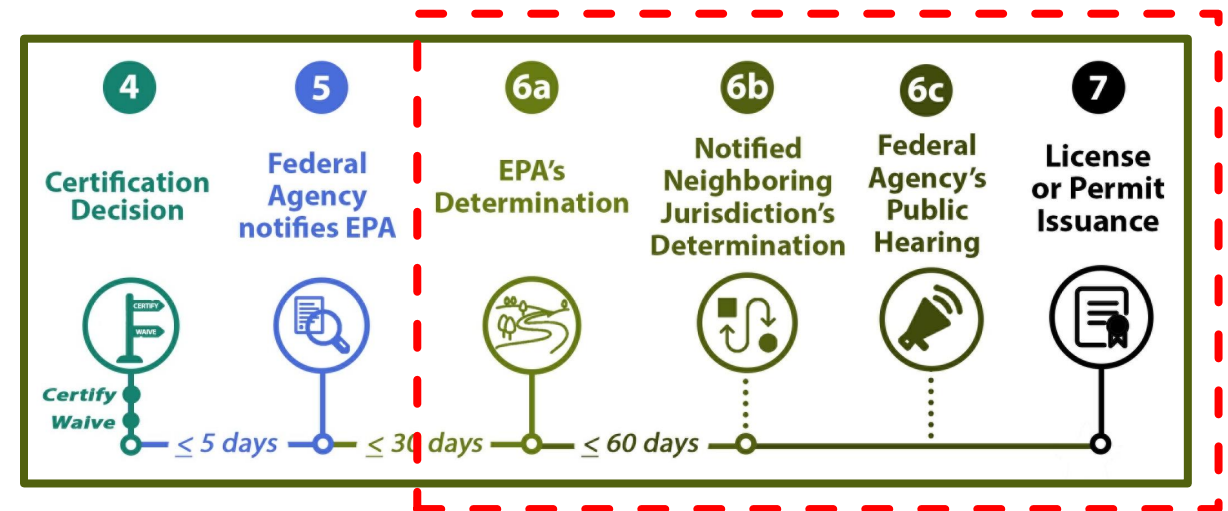 4
Certification
Decision
CERTIFY
WAIVE
Certify
Waive
≤ 5 days
5
Federal
Agency
notifies EPA
≤ 30 days
6a
EPA's
Determination
≤ 60 days
6b
Notified
Neighboring
Jurisdiction's
Determination
6c
Federal
Agency's
Public
Hearing
7
License
or Permit
Issuance